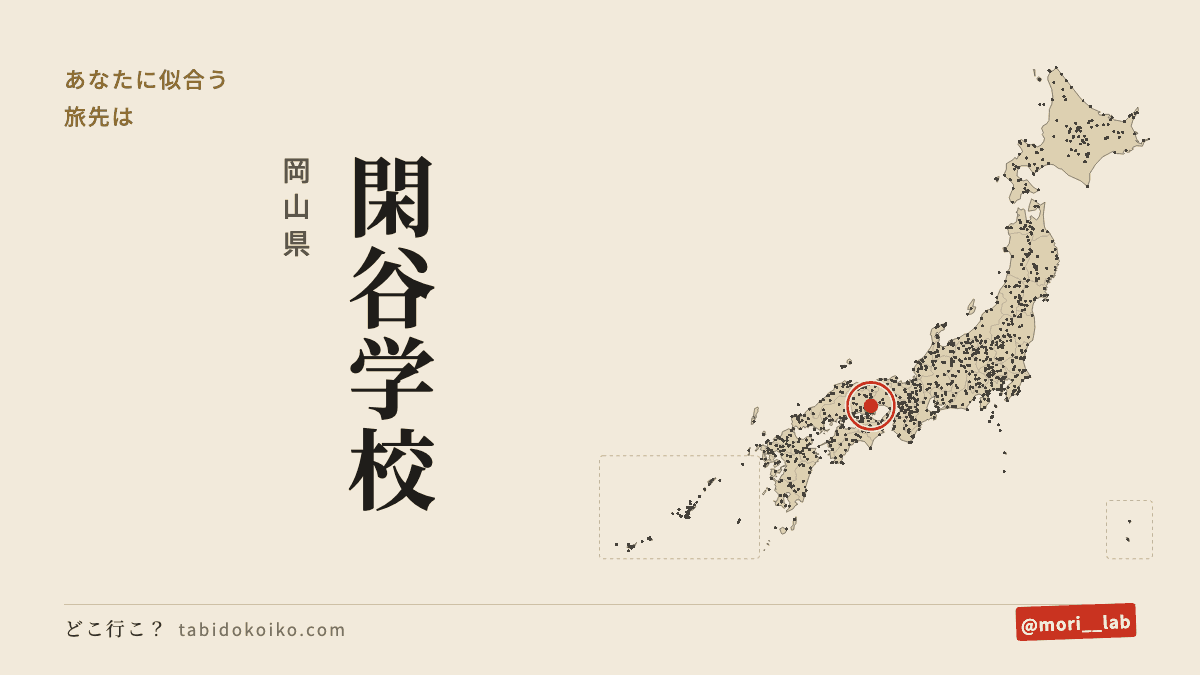 あなたに似合う
旅先は
閑谷学校
岡山県
どこ行こ？ tabidokoiko.com
@mori__lab